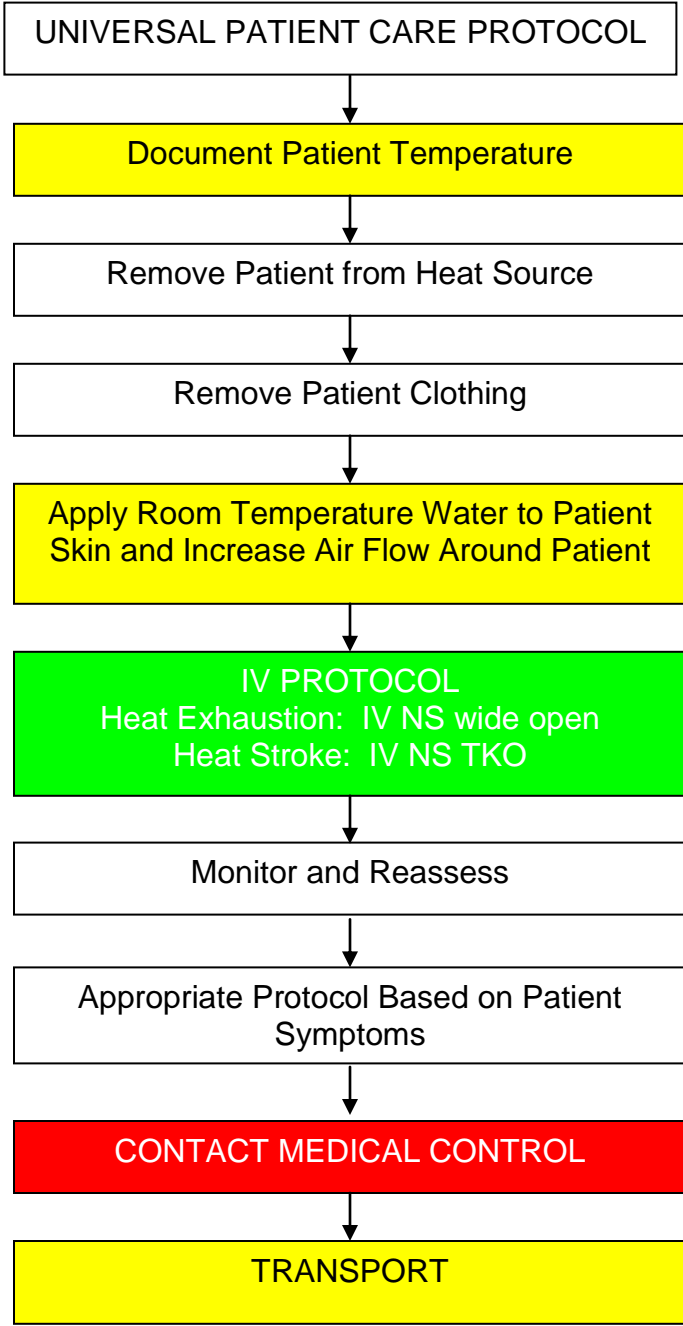 UNIVERSAL PATIENT CARE PROTOCOL
Document Patient Temperature
Remove Patient from Heat Source
Remove Patient Clothing
Apply Room Temperature Water to Patient
Skin and Increase Air Flow Around Patient
IV PROTOCOL
Heat Exhaustion:  IV NS wide open
Heat Stroke:  IV NS TKO
Monitor and Reassess
Appropriate Protocol Based on Patient
Symptoms
CONTACT MEDICAL CONTROL
TRANSPORT